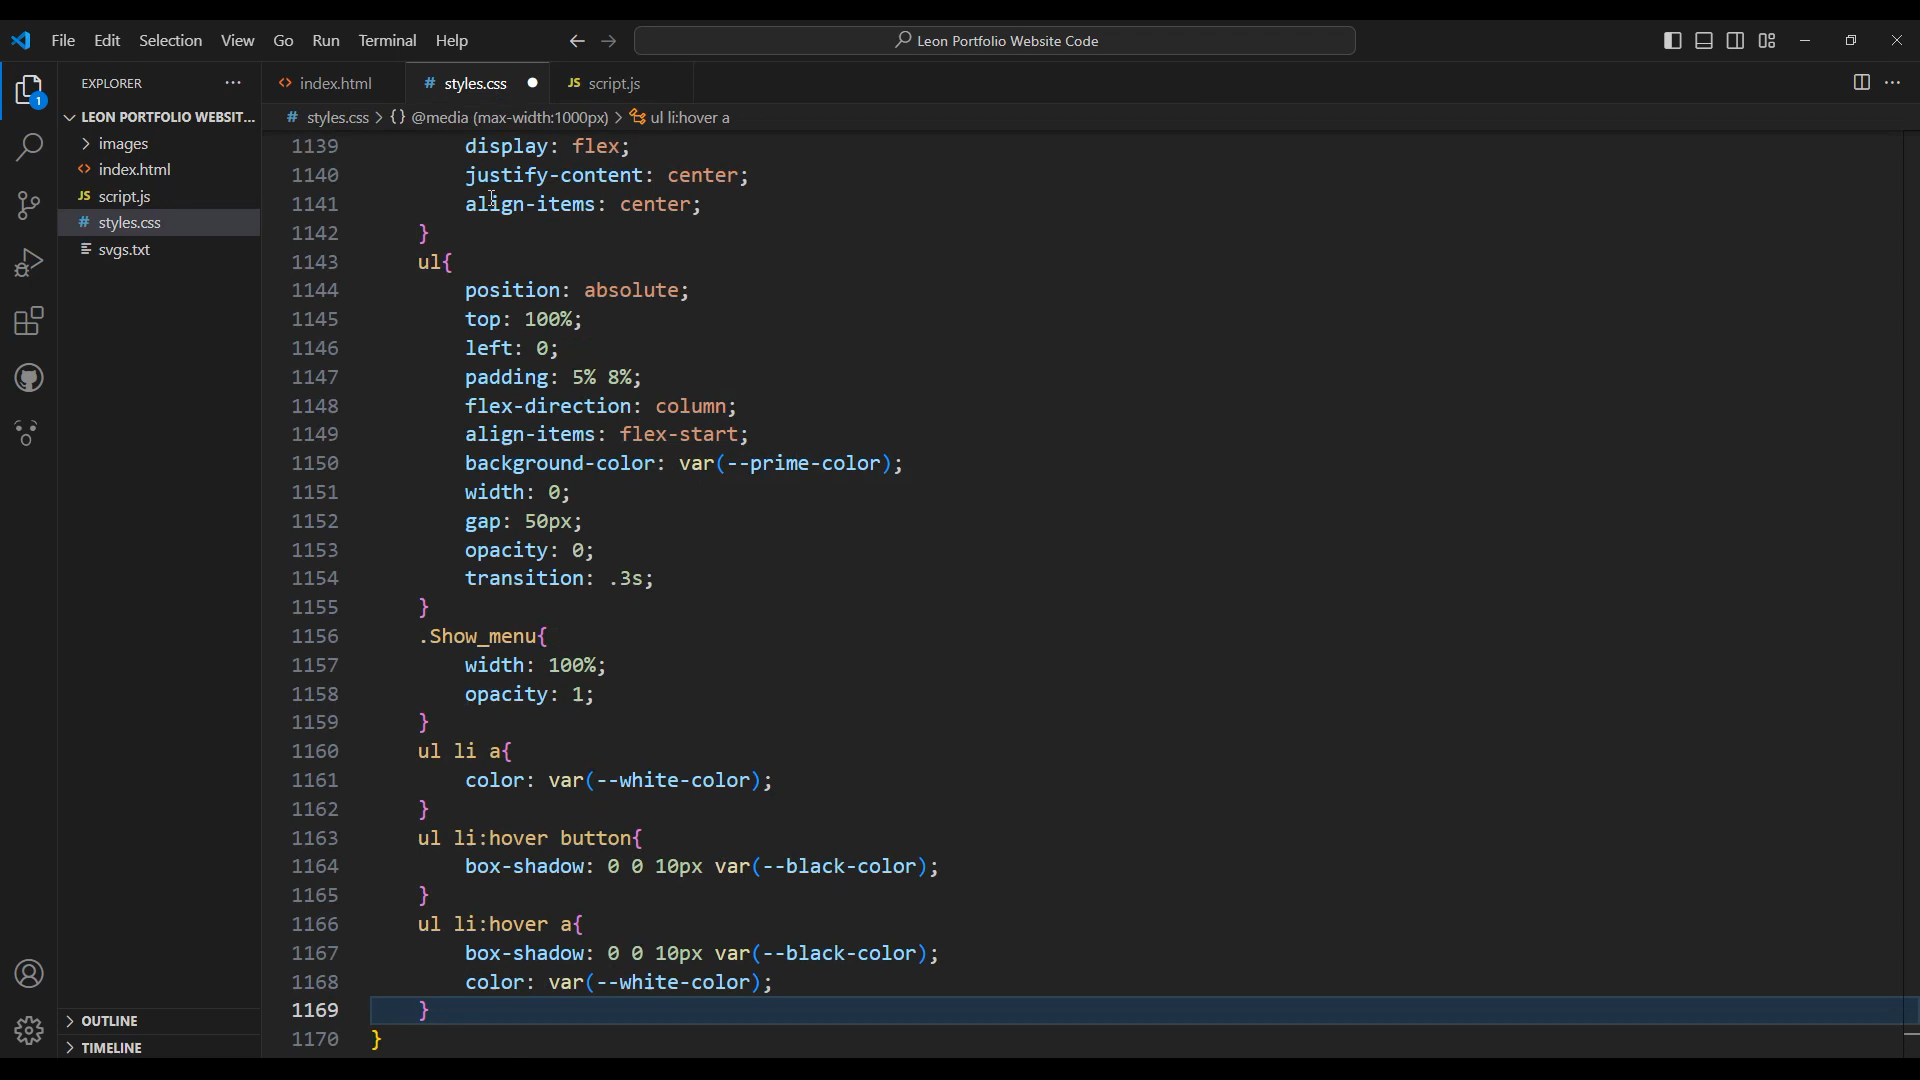 File Edit Selection View Go Run Terminal Help
Leon Portfolio Website Code
EXPLORER
index.html
styles.css
JS script.js
LEON PORTFOLIO WEBSIT...
# styles.css > {} @media (max-width:1000px) > ul li:hover a
images
index.html
JS script.js
# styles.css
svgs.txt
1
1139 display: flex;
1140 justify-content: center;
1141 align-items: center;
1142 }
1143 ul{
1144 position: absolute;
1145 top: 100%;
1146 left: 0;
1147 padding: 5% 8%;
1148 flex-direction: column;
1149 align-items: flex-start;
1150 background-color: var(--prime-color);
1151 width: 0;
1152 gap: 50px;
1153 opacity: 0;
1154 transition: .3s;
1155 }
1156 .Show_menu{
1157 width: 100%;
1158 opacity: 1;
1159 }
1160 ul li a{
1161 color: var(--white-color);
1162 }
1163 ul li:hover button{
1164 box-shadow: 0 0 10px var(--black-color);
1165 }
1166 ul li:hover a{
1167 box-shadow: 0 0 10px var(--black-color);
1168 color: var(--white-color);
1169 }
1170 }
OUTLINE
TIMELINE